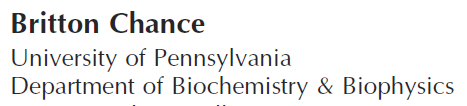 Britton Chance
University of Pennsylvania
Department of Biochemistry & Biophysics